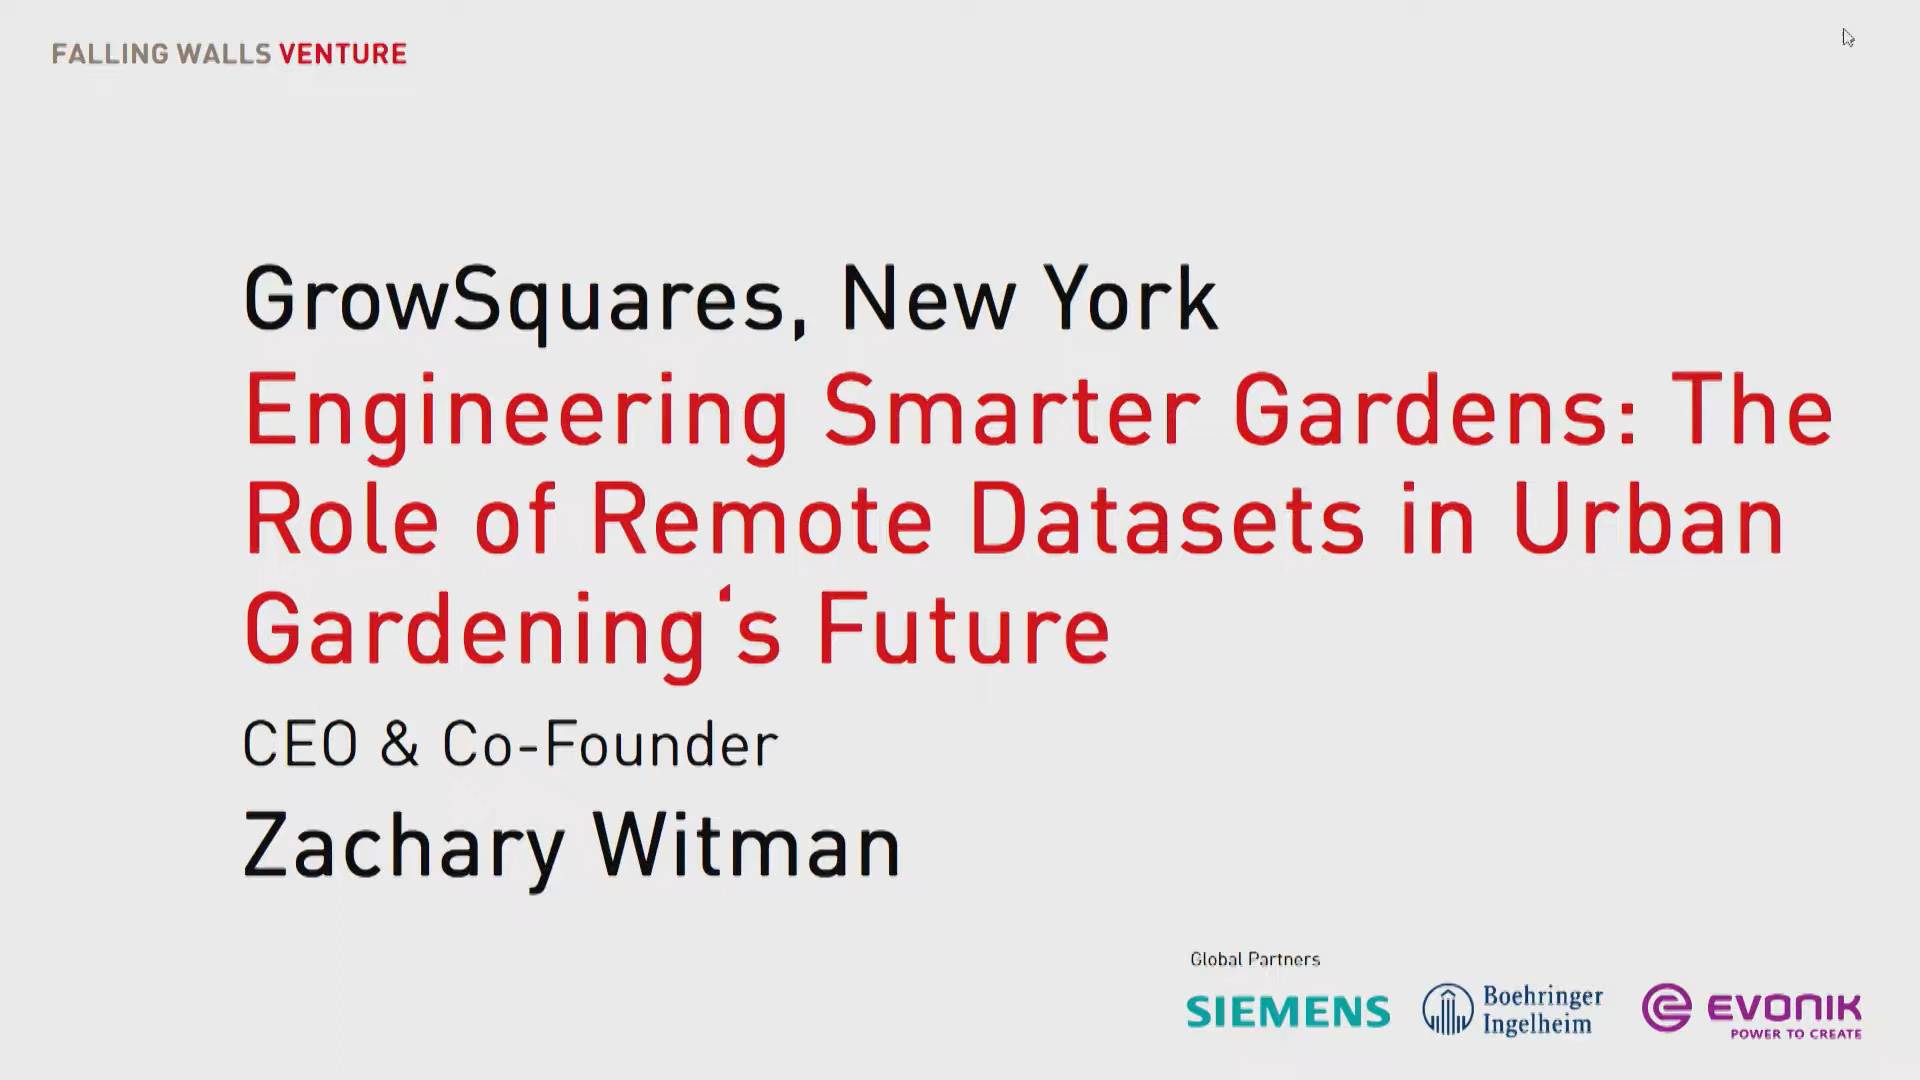 FALLING WALLS VENTURE
GrowSquares, New York
Engineering Smarter Gardens: The
Role of Remote Datasets in Urban
Gardening‘s Future
CEO & Co-Founder
Zachary Witman
Global Partners
SIEMENS
Boehringer
Ingelheim
EVONIK
POWER TO CREATE